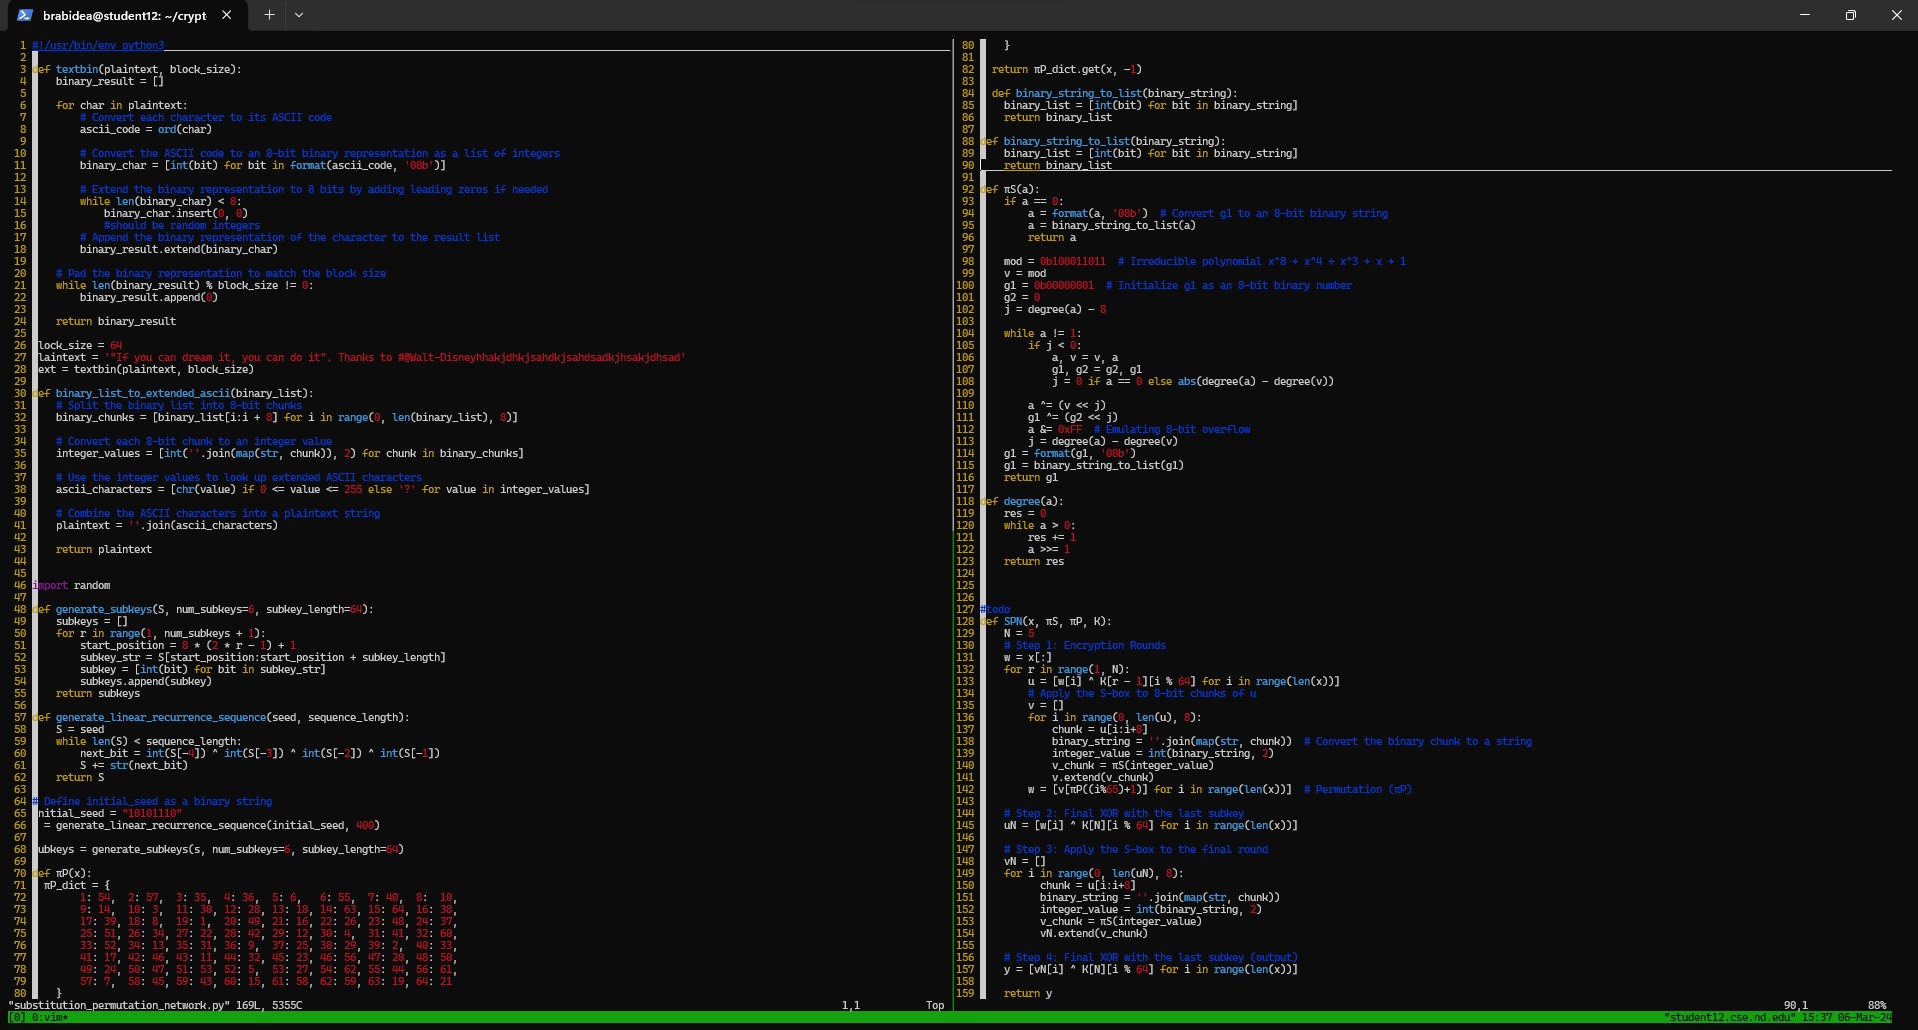 brabidea@student12: ~/crypt
1 #!/usr/bin/env python3
2
3 def textbin(plaintext, block_size):
4 binary_result = []
5
6 for char in plaintext:
7 # Convert each character to its ASCII code
8 ascii_code = ord(char)
9
10 # Convert the ASCII code to an 8-bit binary representation as a list of integers
11 binary_char = [int(bit) for bit in format(ascii_code, '08b')]
12
13 # Extend the binary representation to 8 bits by adding leading zeros if needed
14 while len(binary_char) < 8:
15 binary_char.insert(0, 0)
16 #should be random integers
17 # Append the binary representation of the character to the result list
18 binary_result.extend(binary_char)
19
20 # Pad the binary representation to match the block size
21 while len(binary_result) % block_size != 0:
22 binary_result.append(0)
23
24 return binary_result
25
26 lock_size = 64
27 laintext = '"If you can dream it, you can do it". Thanks to #@Walt-Disneyhhakjdhkjsahdkjsahdsadkjhsakjdhsad'
28 ext = textbin(plaintext, block_size)
29
30 def binary_list_to_extended_ascii(binary_list):
31 # Split the binary list into 8-bit chunks
32 binary_chunks = [binary_list[i:i + 8] for i in range(0, len(binary_list), 8)]
33
34 # Convert each 8-bit chunk to an integer value
35 integer_values = [int(''.join(map(str, chunk)), 2) for chunk in binary_chunks]
36
37 # Use the integer values to look up extended ASCII characters
38 ascii_characters = [chr(value) if 0 <= value <= 255 else '?' for value in integer_values]
39
40 # Combine the ASCII characters into a plaintext string
41 plaintext = ''.join(ascii_characters)
42
43 return plaintext
44
45
46 import random
47
48 def generate_subkeys(S, num_subkeys=6, subkey_length=64):
49 subkeys = []
50 for r in range(1, num_subkeys + 1):
51 start_position = 8 * (2 * r - 1) + 1
52 subkey_str = S[start_position:start_position + subkey_length]
53 subkey = [int(bit) for bit in subkey_str]
54 subkeys.append(subkey)
55 return subkeys
56
57 def generate_linear_recurrence_sequence(seed, sequence_length):
58 S = seed
59 while len(S) < sequence_length:
60 next_bit = int(S[-4]) ^ int(S[-3]) ^ int(S[-2]) ^ int(S[-1])
61 S += str(next_bit)
62 return S
63
64 # Define initial_seed as a binary string
65 nitial_seed = "10101110"
66 = generate_linear_recurrence_sequence(initial_seed, 400)
67
68 ubkeys = generate_subkeys(s, num_subkeys=6, subkey_length=64)
69
70 def πP(x):
71 πP_dict = {
72 1: 54, 2: 57, 3: 35, 4: 36, 5: 6, 6: 55, 7: 40, 8: 10,
73 9: 14, 10: 3, 11: 30, 12: 28, 13: 18, 14: 63, 15: 64, 16: 38,
74 17: 39, 18: 8, 19: 1, 20: 49, 21: 16, 22: 26, 23: 48, 24: 37,
75 25: 51, 26: 34, 27: 22, 28: 42, 29: 12, 30: 4, 31: 41, 32: 60,
76 33: 52, 34: 13, 35: 31, 36: 9, 37: 25, 38: 29, 39: 2, 40: 33,
77 41: 17, 42: 46, 43: 11, 44: 32, 45: 23, 46: 56, 47: 20, 48: 50,
78 49: 24, 50: 47, 51: 53, 52: 5, 53: 27, 54: 62, 55: 44, 56: 61,
79 57: 7, 58: 45, 59: 43, 60: 15, 61: 58, 62: 59, 63: 19, 64: 21
80 }
"substitution_permutation_network.py" 169L, 5355C 1,1 Top
80 }
81
82 return πP_dict.get(x, -1)
83
84 def binary_string_to_list(binary_string):
85 binary_list = [int(bit) for bit in binary_string]
86 return binary_list
87
88 def binary_string_to_list(binary_string):
89 binary_list = [int(bit) for bit in binary_string]
90 return binary_list
91
92 def πS(a):
93 if a == 0:
94 a = format(a, '08b') # Convert g1 to an 8-bit binary string
95 a = binary_string_to_list(a)
96 return a
97
98 mod = 0b100011011 # Irreducible polynomial x^8 + x^4 + x^3 + x + 1
99 v = mod
100 g1 = 0b00000001 # Initialize g1 as an 8-bit binary number
101 g2 = 0
102 j = degree(a) - 8
103
104 while a != 1:
105 if j < 0:
106 a, v = v, a
107 g1, g2 = g2, g1
108 j = 0 if a == 0 else abs(degree(a) - degree(v))
109
110 a ^= (v << j)
111 g1 ^= (g2 << j)
112 a &= 0xFF # Emulating 8-bit overflow
113 j = degree(a) - degree(v)
114 g1 = format(g1, '08b')
115 g1 = binary_string_to_list(g1)
116 return g1
117
118 def degree(a):
119 res = 0
120 while a > 0:
121 res += 1
122 a >>= 1
123 return res
124
125
126
127 #todo
128 def SPN(x, πS, πP, K):
129 N = 5
130 # Step 1: Encryption Rounds
131 w = x[:]
132 for r in range(1, N):
133 u = [w[i] ^ K[r - 1][i % 64] for i in range(len(x))]
134 # Apply the S-box to 8-bit chunks of u
135 v = []
136 for i in range(0, len(u), 8):
137 chunk = u[i:i+8]
138 binary_string = ''.join(map(str, chunk)) # Convert the binary chunk to a string
139 integer_value = int(binary_string, 2)
140 v_chunk = πS(integer_value)
141 v.extend(v_chunk)
142 w = [v[πP((i%65)+1)] for i in range(len(x))] # Permutation (πP)
143
144 # Step 2: Final XOR with the last subkey
145 uN = [w[i] ^ K[N][i % 64] for i in range(len(x))]
146
147 # Step 3: Apply the S-box to the final round
148 vN = []
149 for i in range(0, len(uN), 8):
150 chunk = u[i:i+8]
151 binary_string = ''.join(map(str, chunk))
152 integer_value = int(binary_string, 2)
153 v_chunk = πS(integer_value)
154 vN.extend(v_chunk)
155
156 # Step 4: Final XOR with the last subkey (output)
157 y = [vN[i] ^ K[N][i % 64] for i in range(len(x))]
158
159 return y
90,1 88%
[0] 0:vim* "student12.cse.nd.edu" 15:37 06-Mar-24